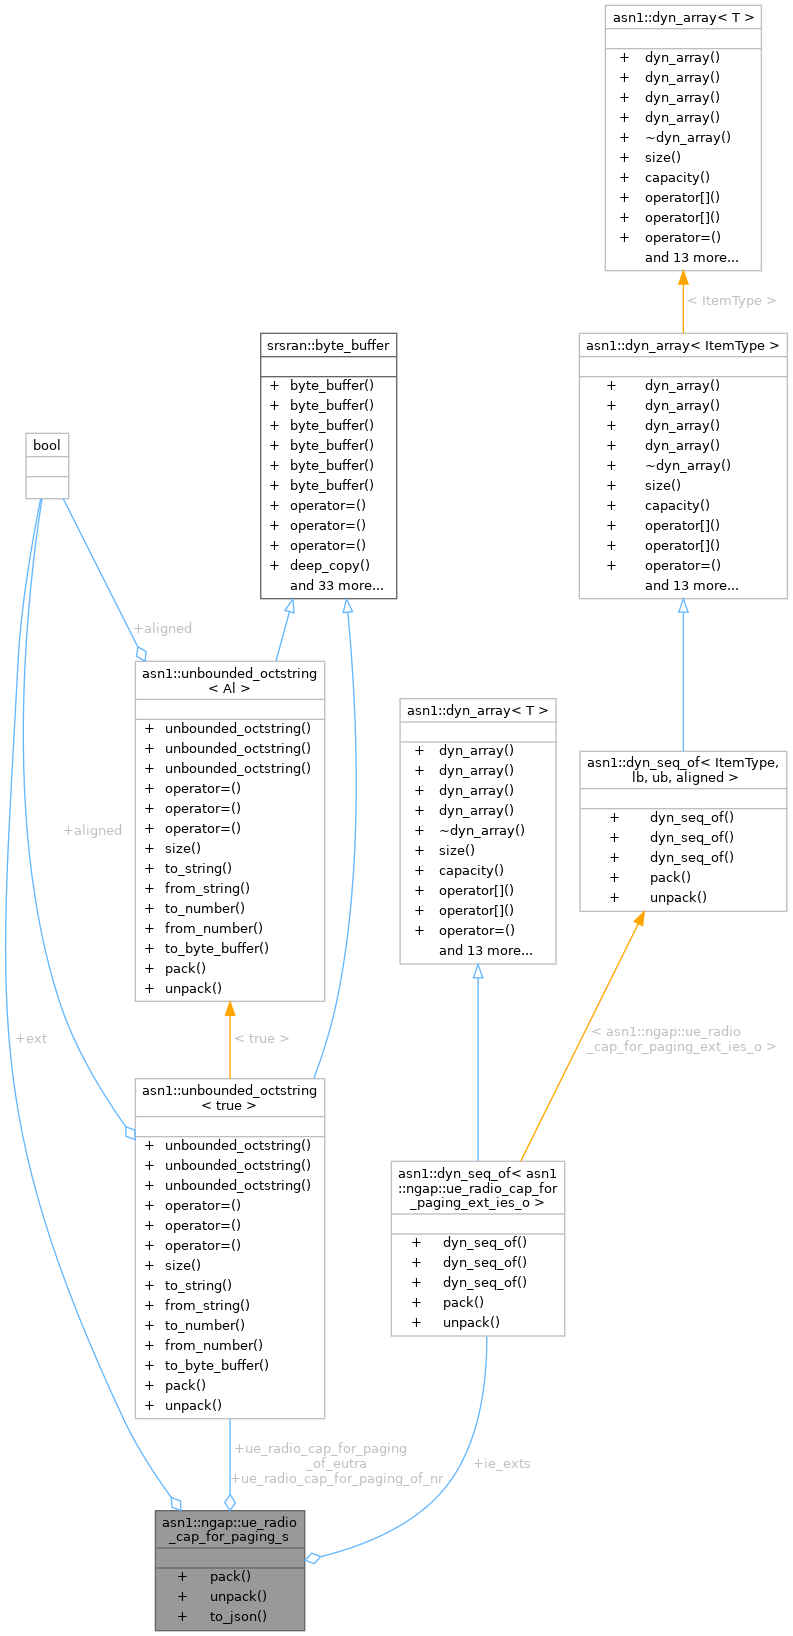 asn1::dyn_array< T >
+ dyn_array()
+ dyn_array()
+ dyn_array()
+ dyn_array()
+ ~dyn_array()
+ size()
+ capacity()
+ operator[]()
+ operator[]()
+ operator=()
and 13 more...
< ItemType >
asn1::dyn_array< ItemType >
+ dyn_array()
+ dyn_array()
+ dyn_array()
+ dyn_array()
+ ~dyn_array()
+ size()
+ capacity()
+ operator[]()
+ operator[]()
+ operator=()
and 13 more...
srsran::byte_buffer
+ byte_buffer()
+ byte_buffer()
+ byte_buffer()
+ byte_buffer()
+ byte_buffer()
+ byte_buffer()
+ operator=()
+ operator=()
+ operator=()
+ deep_copy()
and 33 more...
bool
+aligned
asn1::unbounded_octstring
< Al >
+ unbounded_octstring()
+ unbounded_octstring()
+ unbounded_octstring()
+ operator=()
+ operator=()
+ operator=()
+ size()
+ to_string()
+ from_string()
+ to_number()
+ from_number()
+ to_byte_buffer()
+ pack()
+ unpack()
+aligned
asn1::dyn_array< T >
+ dyn_array()
+ dyn_array()
+ dyn_array()
+ dyn_array()
+ ~dyn_array()
+ size()
+ capacity()
+ operator[]()
+ operator[]()
+ operator=()
and 13 more...
asn1::dyn_seq_of< ItemType,
lb, ub, aligned >
+ dyn_seq_of()
+ dyn_seq_of()
+ dyn_seq_of()
+ pack()
+ unpack()
+ext
< true >
< asn1::ngap::ue_radio
_cap_for_paging_ext_ies_o >
asn1::unbounded_octstring
< true >
+ unbounded_octstring()
+ unbounded_octstring()
+ unbounded_octstring()
+ operator=()
+ operator=()
+ operator=()
+ size()
+ to_string()
+ from_string()
+ to_number()
+ from_number()
+ to_byte_buffer()
+ pack()
+ unpack()
asn1::dyn_seq_of< asn1
::ngap::ue_radio_cap_for
_paging_ext_ies_o >
+ dyn_seq_of()
+ dyn_seq_of()
+ dyn_seq_of()
+ pack()
+ unpack()
+ue_radio_cap_for_paging
_of_eutra
+ue_radio_cap_for_paging_of_nr
+ie_exts
asn1::ngap::ue_radio
_cap_for_paging_s
+ pack()
+ unpack()
+ to_json()